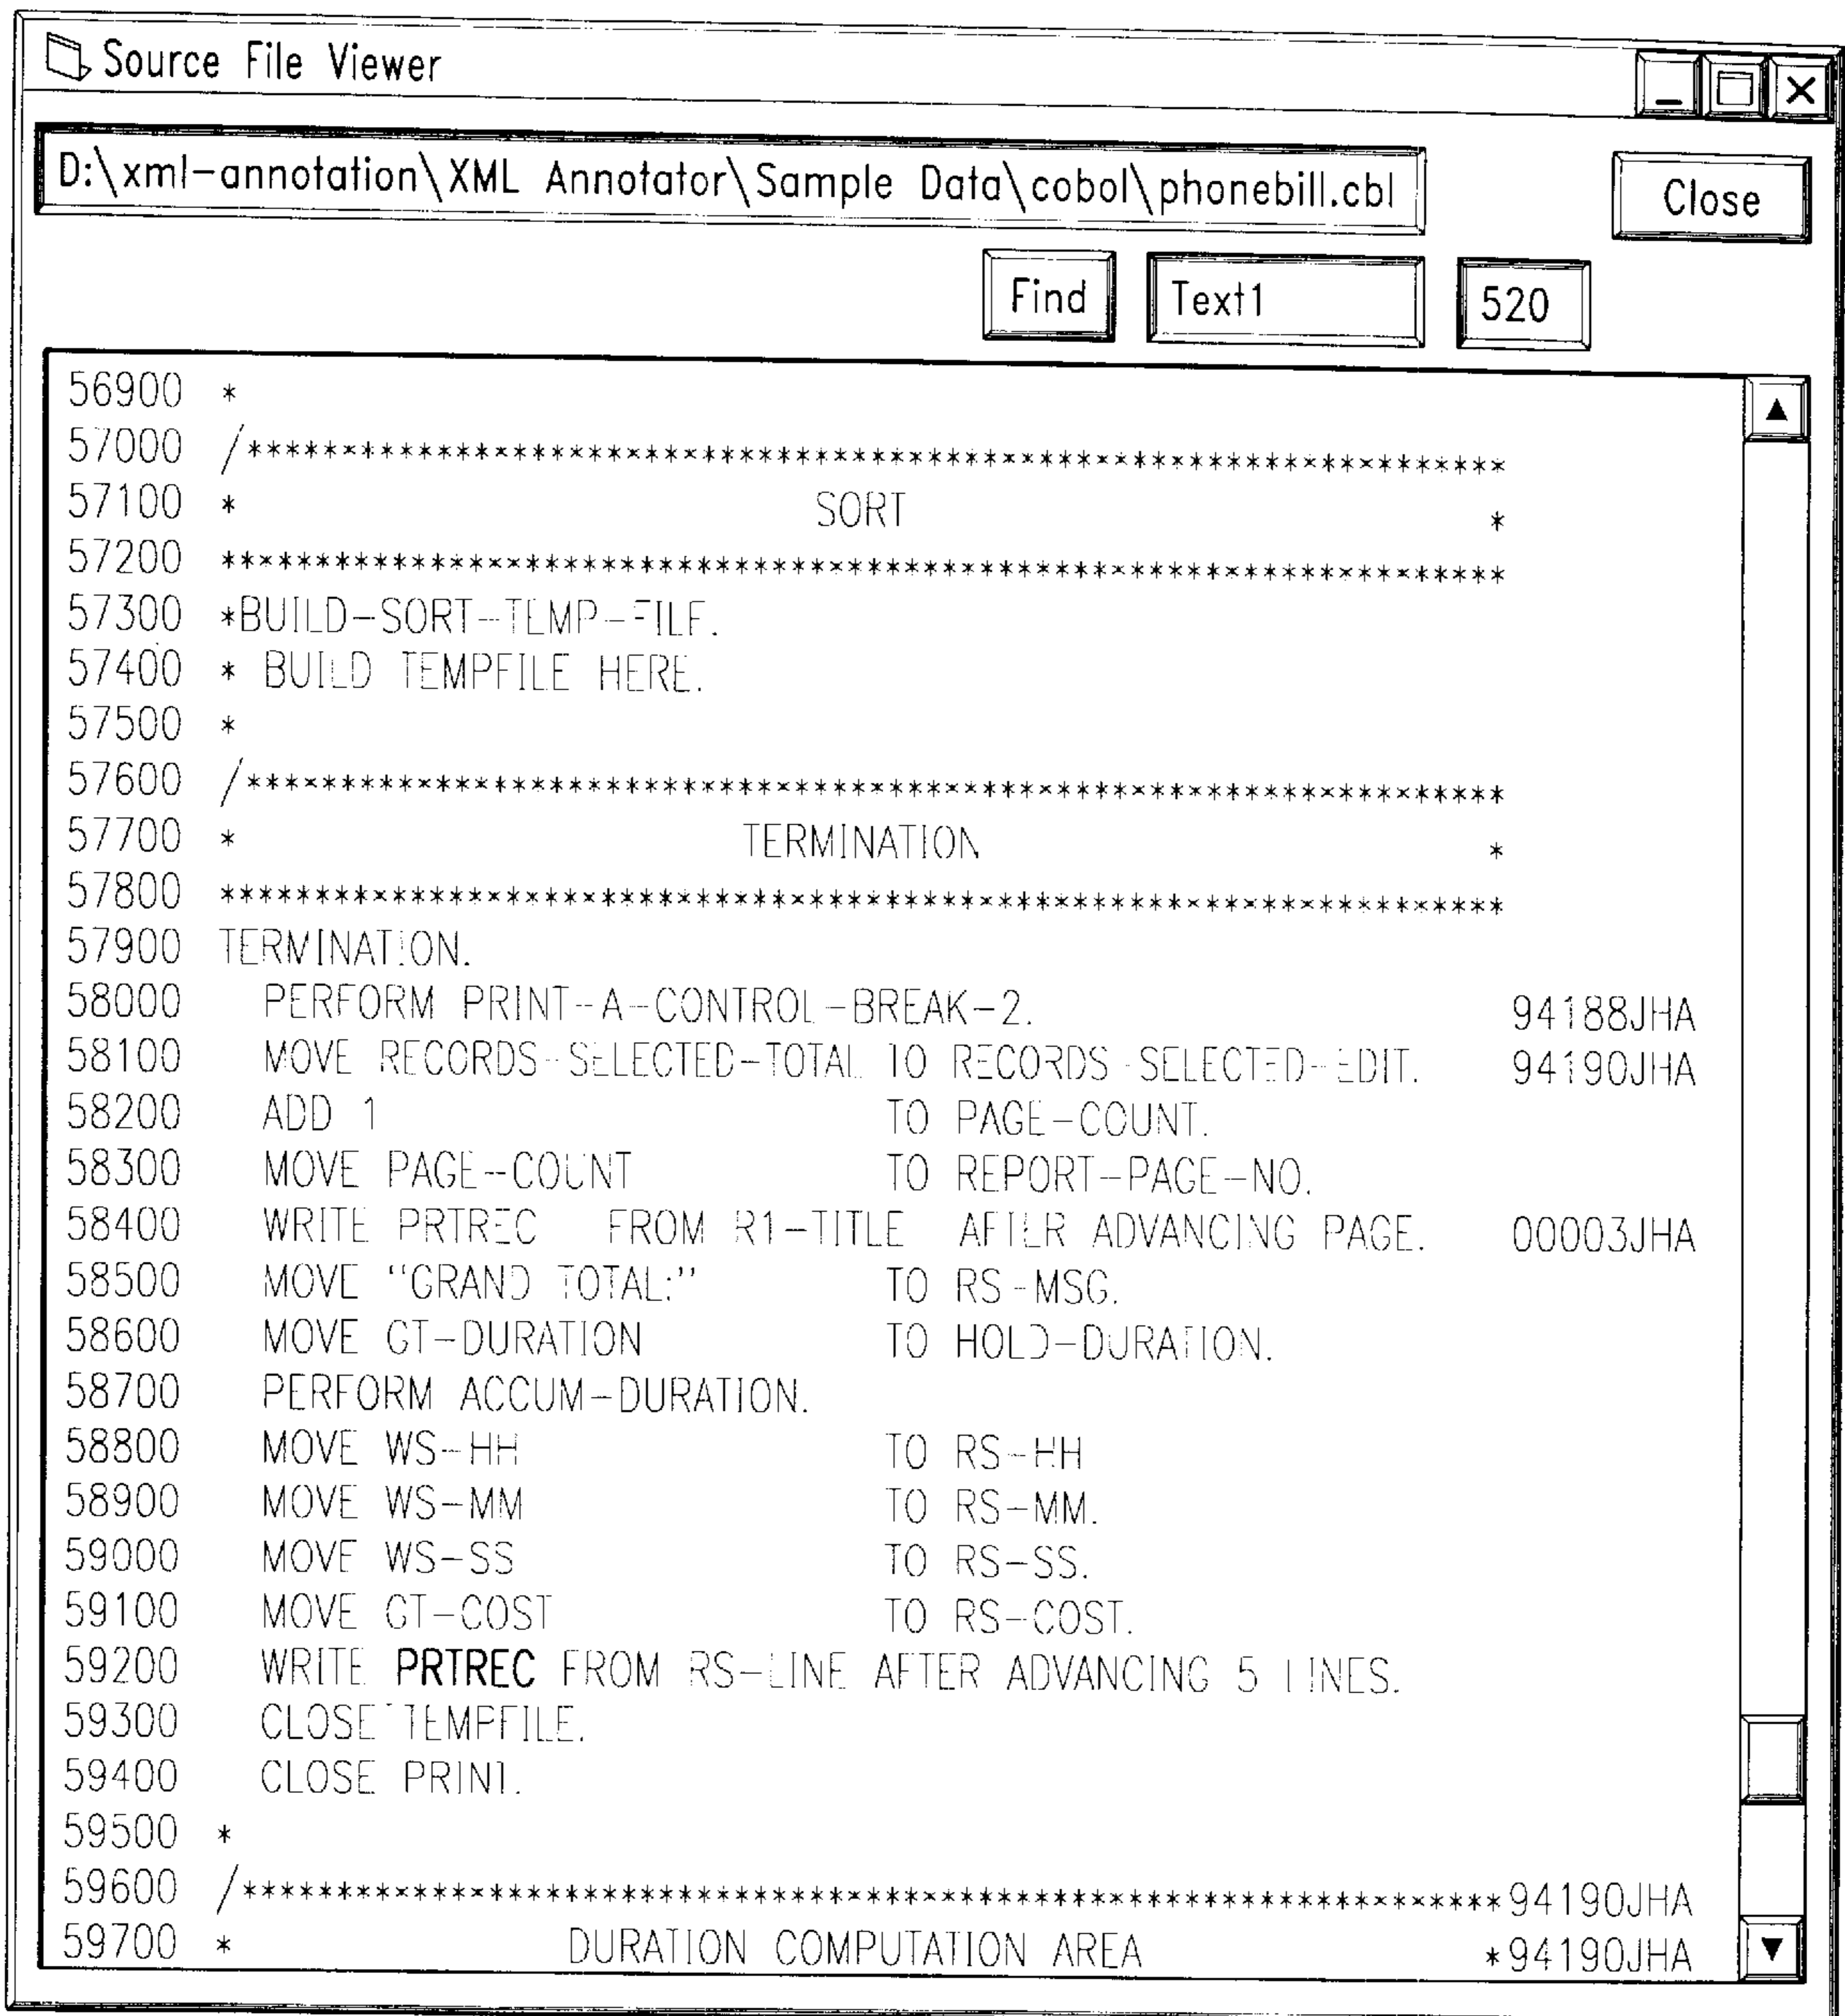 Source File Viewer
D:\xml-annotation\XML Annotator\Sample Data\cobol\phonebill.cbl
Close
Find
Text1
520
56900 *
57000 /*******************************************************************
57100 * SORT *
57200 *********************************************************************
57300 *BUILD-SORT-TEMP-FILE.
57400 * BUILD TEMPFILE HERE.
57500 *
57600 /*******************************************************************
57700 * TERMINATION *
57800 *********************************************************************
57900 TERMINATION.
58000 PERFORM PRINT-A-CONTROL-BREAK-2. 94188JHA
58100 MOVE RECORDS-SELECTED-TOTAL TO RECORDS-SELECTED-EDIT. 94190JHA
58200 ADD 1 TO PAGE-COUNT.
58300 MOVE PAGE-COUNT TO REPORT-PAGE-NO.
58400 WRITE PRTREC FROM R1-TITLE AFTER ADVANCING PAGE. 00003JHA
58500 MOVE "GRAND TOTAL:" TO RS-MSG.
58600 MOVE GT-DURATION TO HOLD-DURATION.
58700 PERFORM ACCUM-DURATION.
58800 MOVE WS-HH TO RS-HH
58900 MOVE WS-MM TO RS-MM.
59000 MOVE WS-SS TO RS-SS.
59100 MOVE GT-COST TO RS-COST.
59200 WRITE PRTREC FROM RS-LINE AFTER ADVANCING 5 LINES.
59300 CLOSE TEMPFILE.
59400 CLOSE PRINT.
59500 *
59600 /*******************************************************************94190JHA
59700 * DURATION COMPUTATION AREA *94190JHA